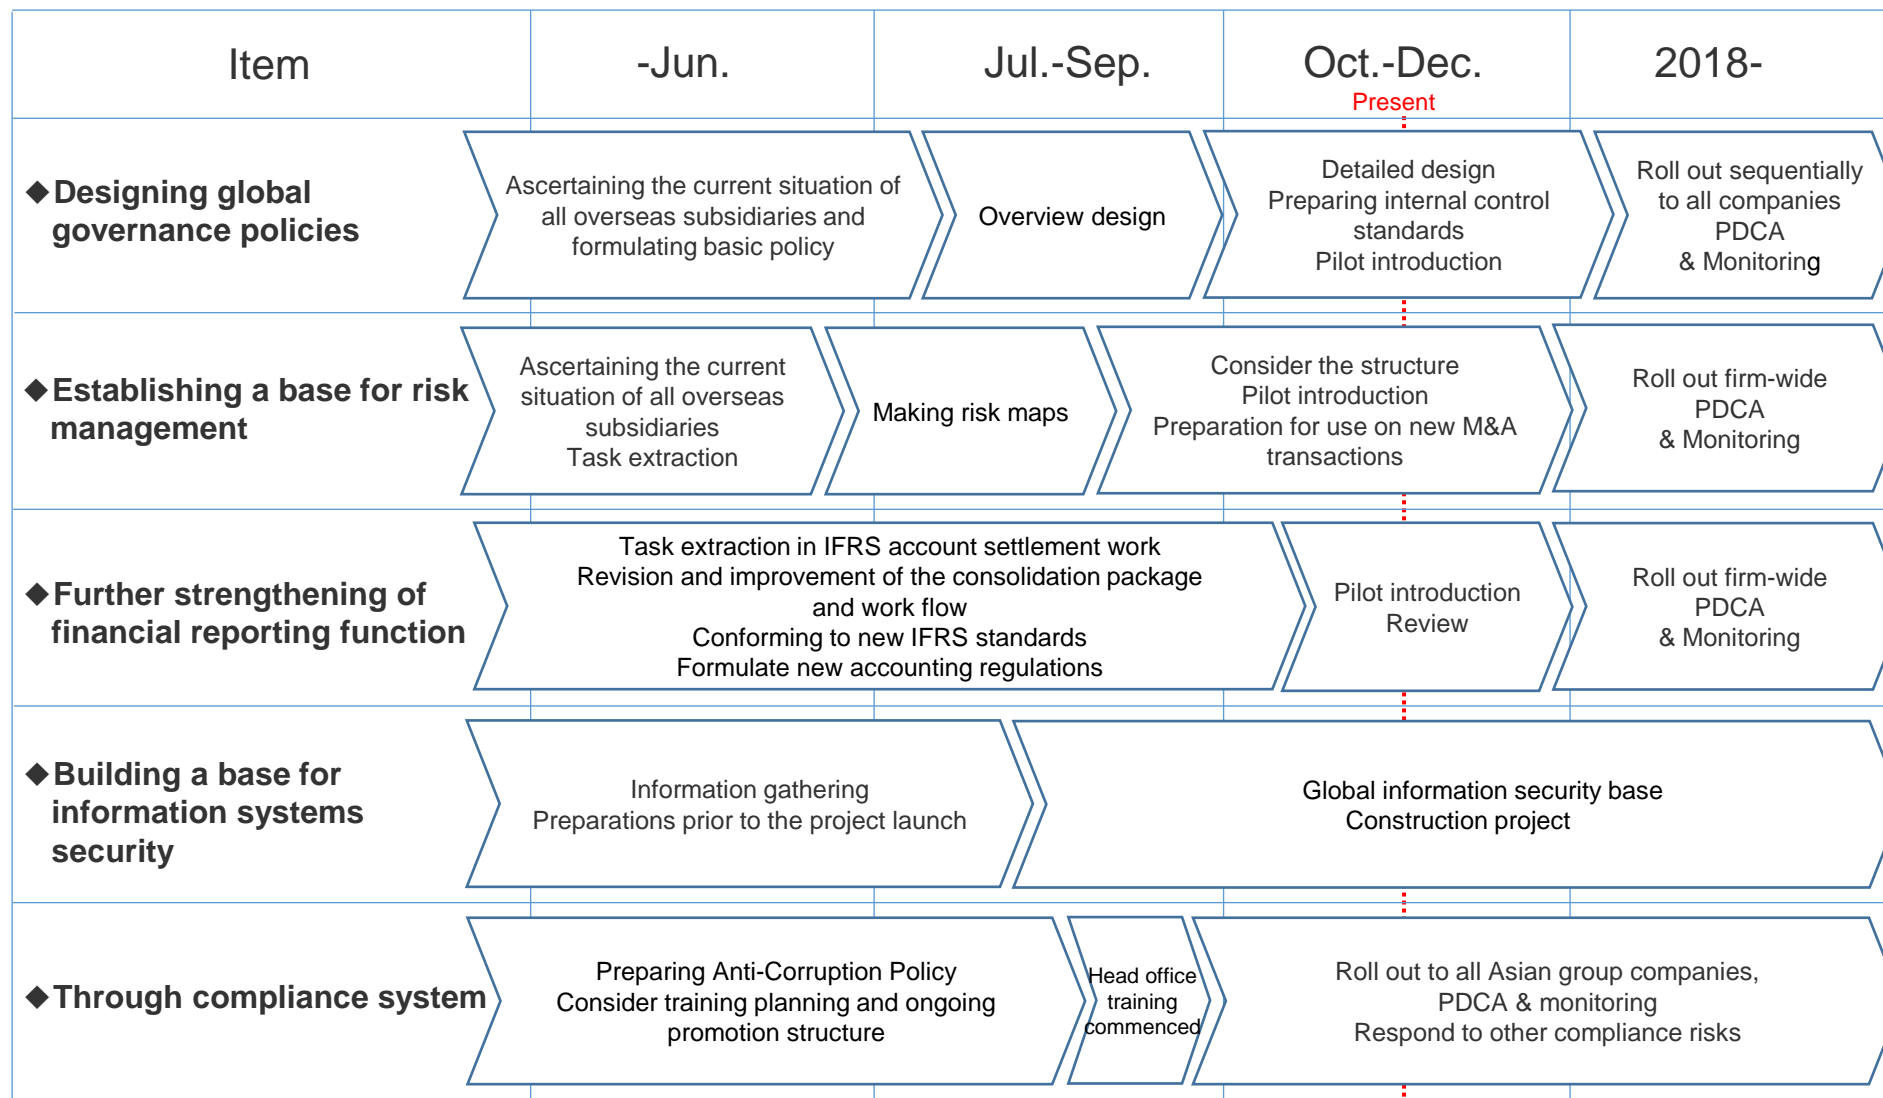 Item
-Jun.
Jul.-Sep.
Oct.-Dec.
2018-
Present
◆Designing global
governance policies
Ascertaining the current situation of
all overseas subsidiaries and
formulating basic policy
Overview design
Detailed design
Preparing internal control
standards
Pilot introduction
Roll out sequentially
to all companies
PDCA
& Monitoring
◆Establishing a base for risk
management
Ascertaining the current
situation of all overseas
subsidiaries
Task extraction
Making risk maps
Consider the structure
Pilot introduction
Preparation for use on new M&A
transactions
Roll out firm-wide
PDCA
& Monitoring
◆Further strengthening of
financial reporting function
Task extraction in IFRS account settlement work
Revision and improvement of the consolidation package
and work flow
Conforming to new IFRS standards
Formulate new accounting regulations
Pilot introduction
Review
Roll out firm-wide
PDCA
& Monitoring
◆Building a base for
information systems
security
Information gathering
Preparations prior to the project launch
Global information security base
Construction project
◆Through compliance system
Preparing Anti-Corruption Policy
Consider training planning and ongoing
promotion structure
Head office
training
commenced
Roll out to all Asian group companies,
PDCA & monitoring
Respond to other compliance risks